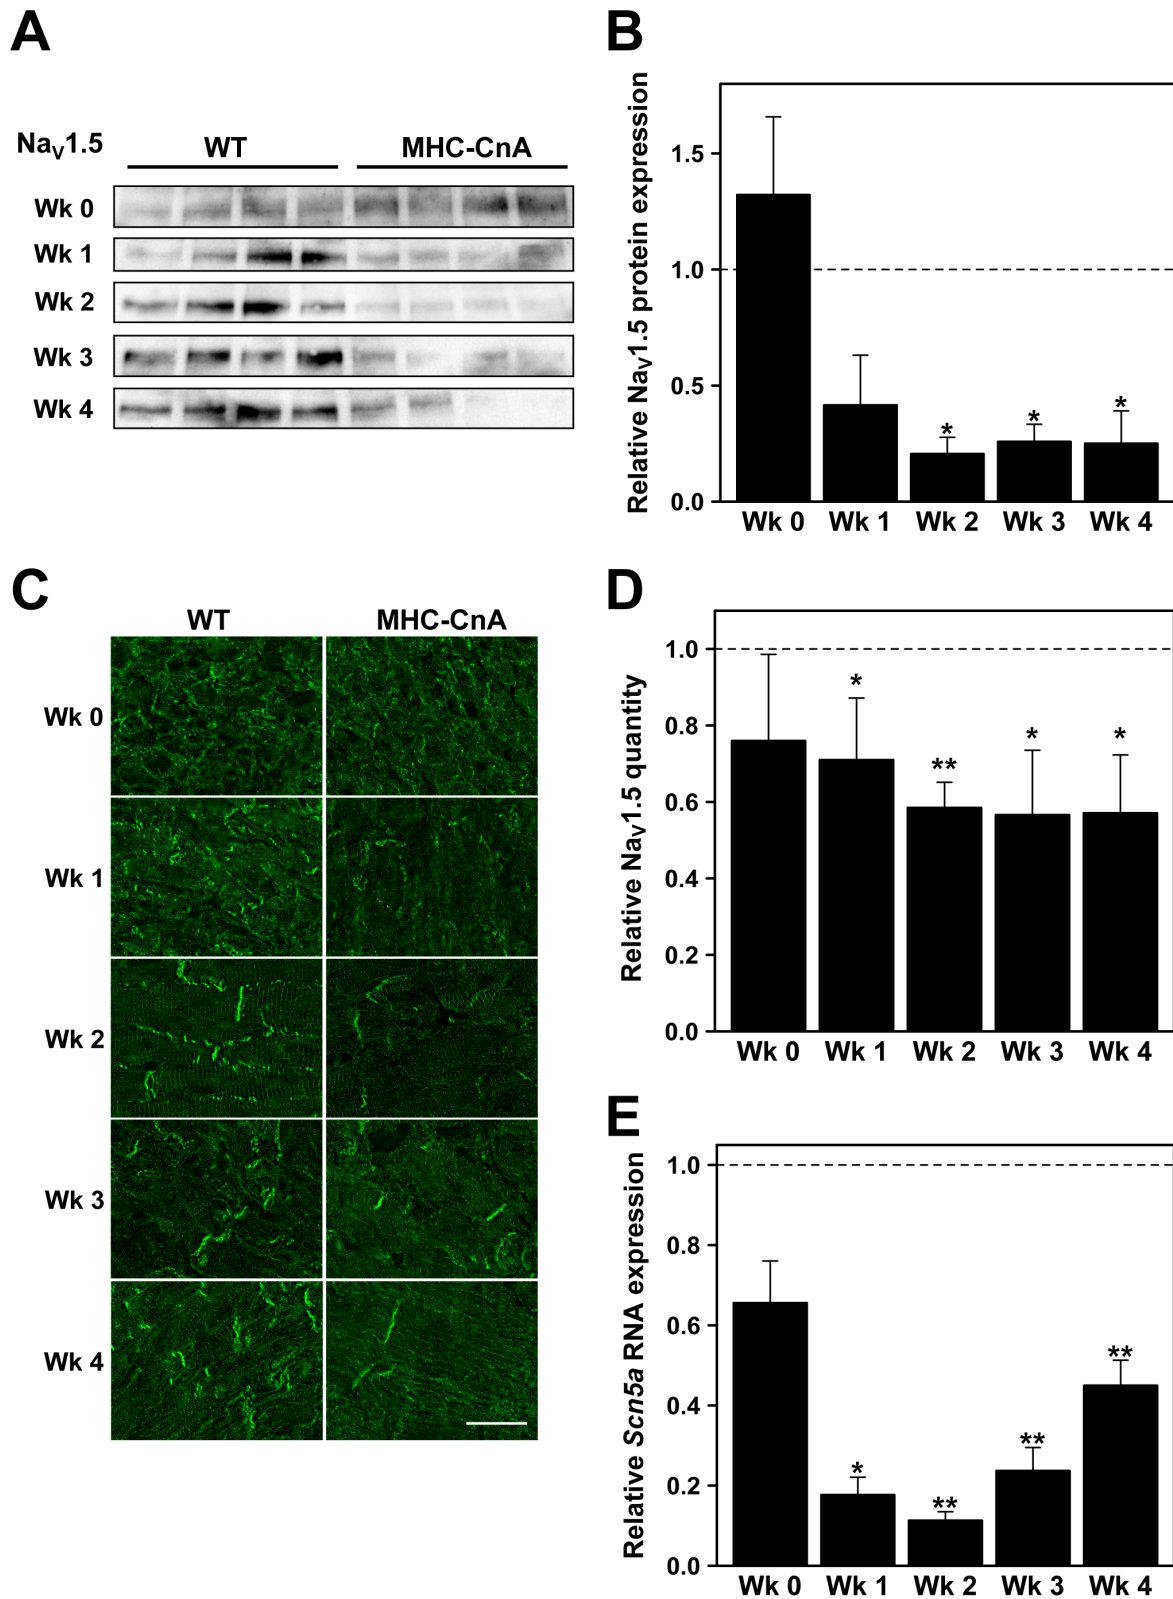 A
Na_V1.5 WT MHC-CnA
Wk 0
Wk 1
Wk 2
Wk 3
Wk 4
B
Relative Na_V1.5 protein expression
1.5
1.0
0.5
0.0
Wk 0 Wk 1 Wk 2 Wk 3 Wk 4
* * *
C
WT MHC-CnA
Wk 0
Wk 1
Wk 2
Wk 3
Wk 4
D
Relative Na_V1.5 quantity
1.0
0.8
0.6
0.4
0.2
0.0
* ** * *
Wk 0 Wk 1 Wk 2 Wk 3 Wk 4
E
Relative Scn5a RNA expression
1.0
0.8
0.6
0.4
0.2
0.0
* ** ** **
Wk 0 Wk 1 Wk 2 Wk 3 Wk 4